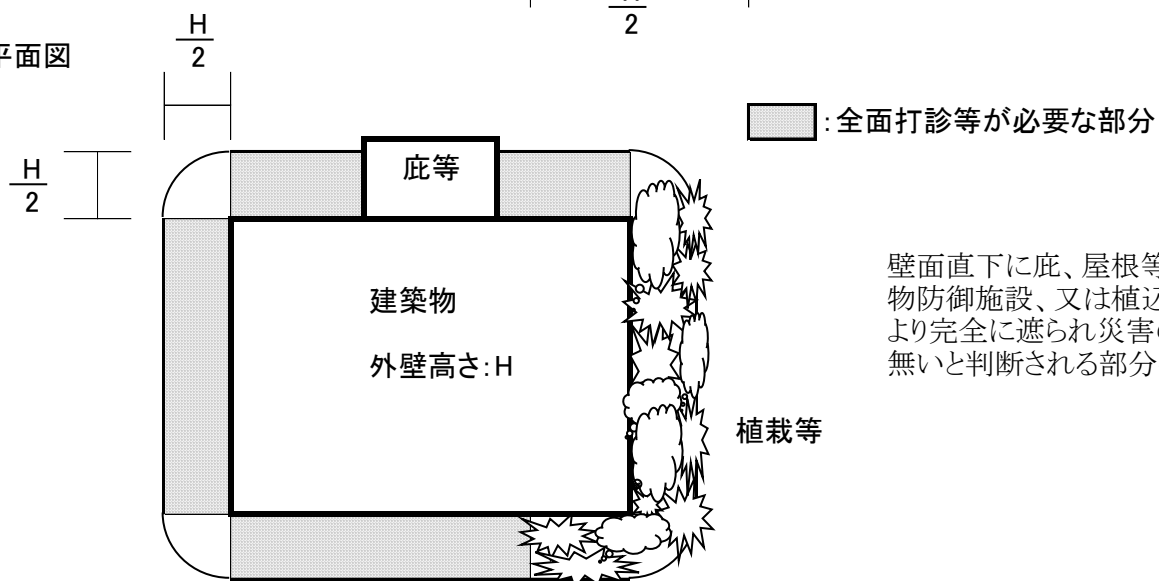 2
H
2
平面図
:全面打診等が必要な部分
H
2
庇等
壁面直下に庇、屋根等
物防御施設、又は植込
より完全に遮られ災害の
無いと判断される部分
建築物
外壁高さ:H
植栽等